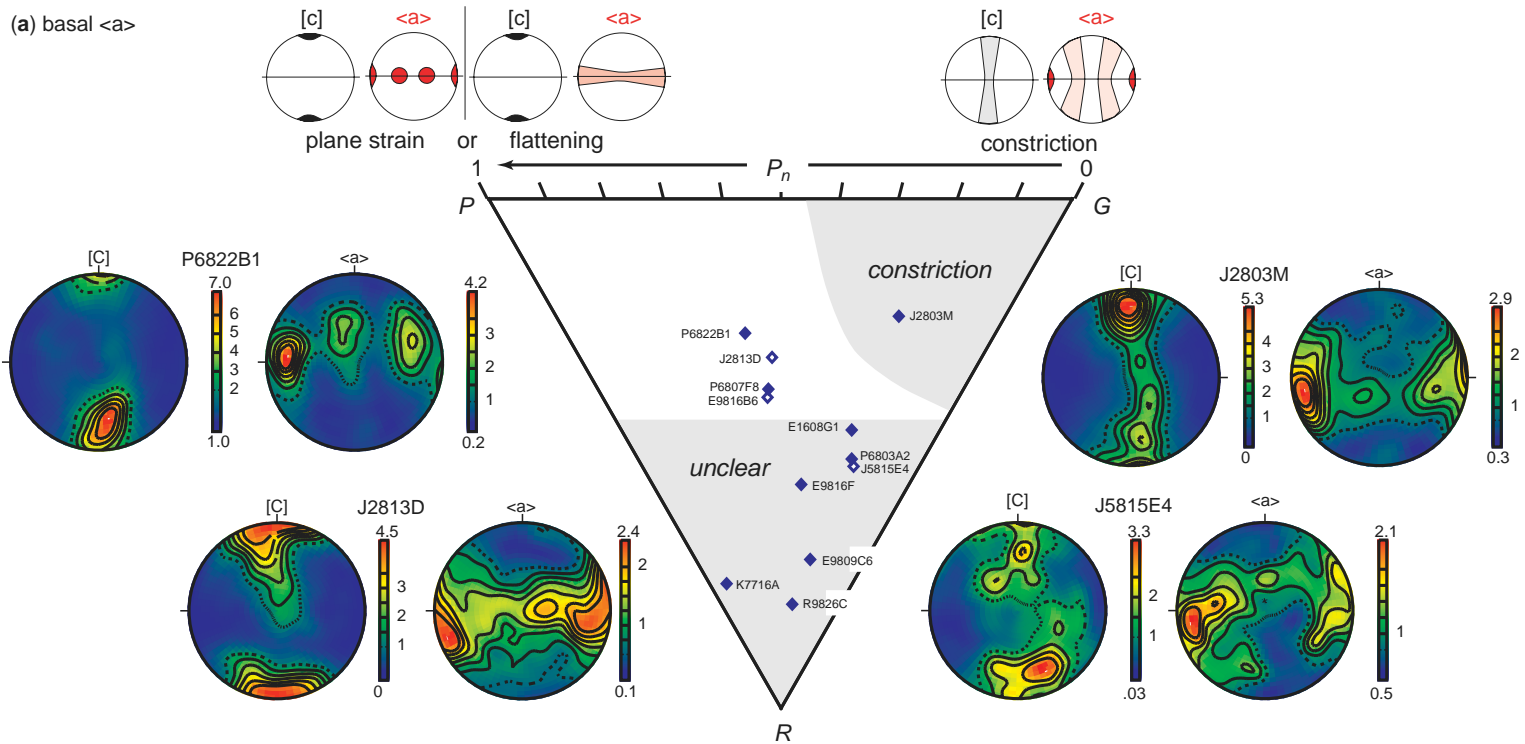 (a) basal <a>
[c] <a> [c] <a>
plane strain or flattening
[c] <a>
constriction
1 Pn 0
P G
constriction
J2803M
P6822B1
J2813D
P6807F8
E9816B6
E1608G1
P6803A2
J5815E4
unclear
E9816F
E9809C6
K7716A
R9826C
R
[C] P6822B1 <a>
7.0
6
5
4
3
2
1.0
4.2
3
2
1
0.2
[C] J2813D <a>
4.5
3
2
1
0
2.4
2
1
0.1
[C] J2803M <a>
5.3
4
3
2
1
0
2.9
2
1
0.3
[C] J5815E4 <a>
3.3
2
1
.03
2.1
1
0.5